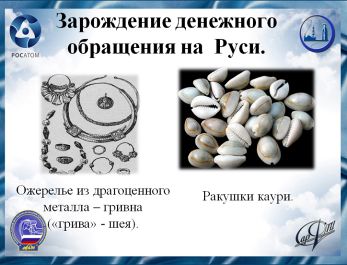 Зарождение денежного
обращения на Руси.
РОСАТОМ
Ожерелье из драгоценного
металла – гривна
(«грива» - шея).
Ракушки каури.